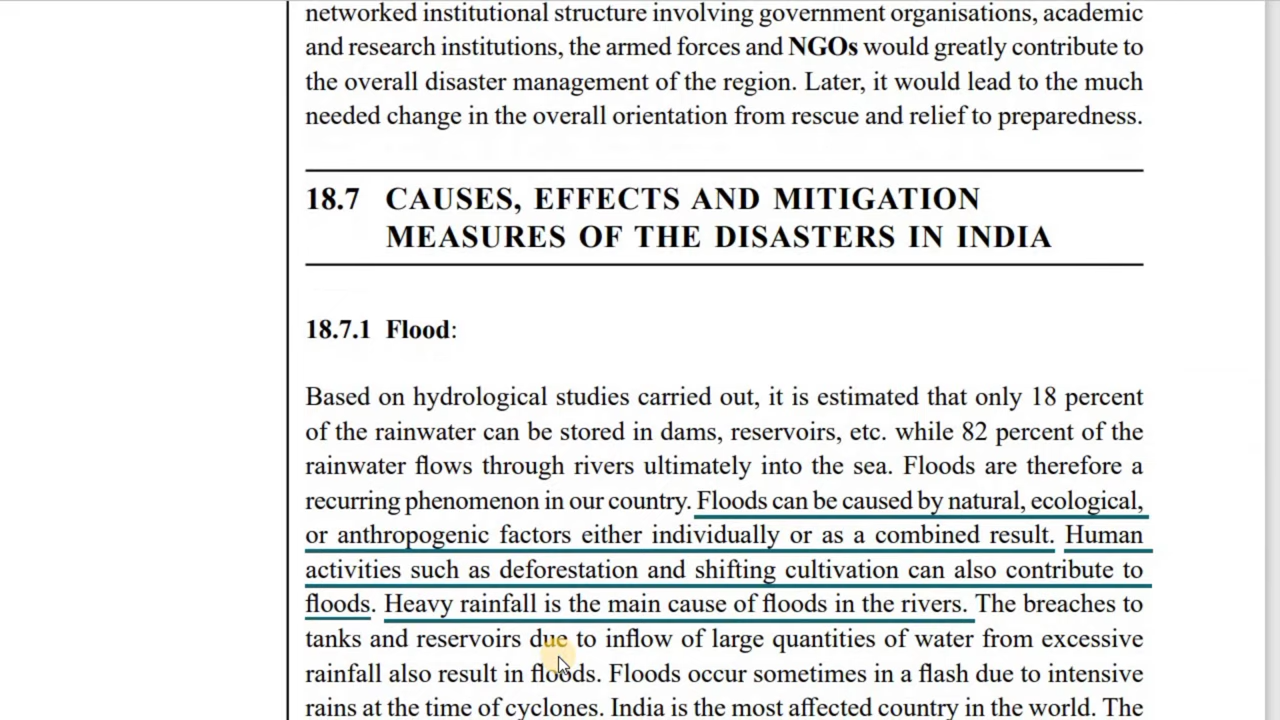 networked institutional structure involving government organisations, academic
and research institutions, the armed forces and NGOs would greatly contribute to
the overall disaster management of the region. Later, it would lead to the much
needed change in the overall orientation from rescue and relief to preparedness.
18.7 CAUSES, EFFECTS AND MITIGATION
MEASURES OF THE DISASTERS IN INDIA
18.7.1 Flood:
Based on hydrological studies carried out, it is estimated that only 18 percent
of the rainwater can be stored in dams, reservoirs, etc. while 82 percent of the
rainwater flows through rivers ultimately into the sea. Floods are therefore a
recurring phenomenon in our country. Floods can be caused by natural, ecological,
or anthropogenic factors either individually or as a combined result. Human
activities such as deforestation and shifting cultivation can also contribute to
floods. Heavy rainfall is the main cause of floods in the rivers. The breaches to
tanks and reservoirs due to inflow of large quantities of water from excessive
rainfall also result in floods. Floods occur sometimes in a flash due to intensive
rains at the time of cyclones. India is the most affected country in the world. The